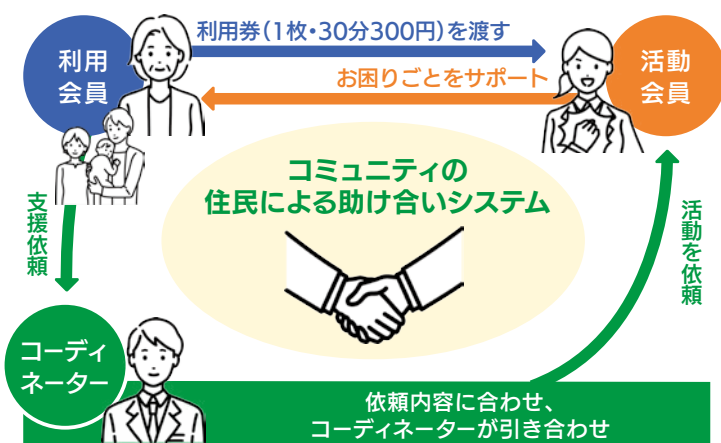 利用券(1枚・30分300円)を渡す
利用
会員
活動
会員
お困りごとをサポート
コミュニティの
住民による助け合いシステム
支援依頼
活動を依頼
コーディ
ネーター
依頼内容に合わせ、
コーディネーターが引き合わせ